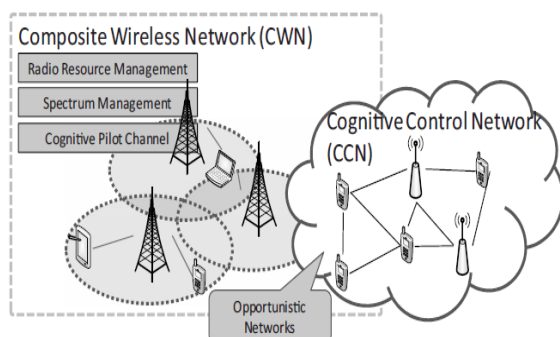 Composite Wireless Network (CWN)
Radio Resource Management
Spectrum Management
Cognitive Pilot Channel
Cognitive Control Network
(CCN)
Opportunistic
Networks